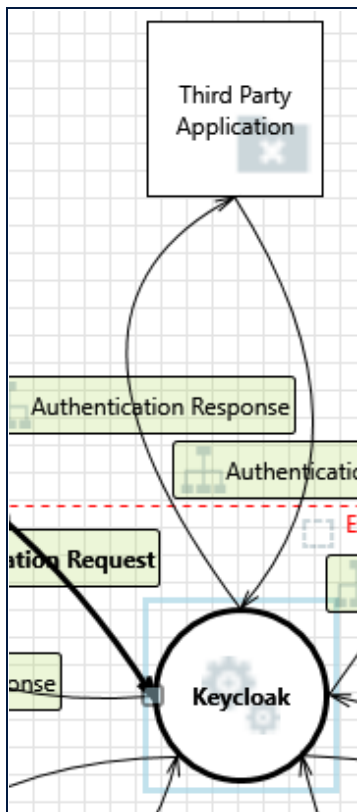 Third Party
Application
Authentication Response
Authenticatio
E
ation Request
onse
Keycloak